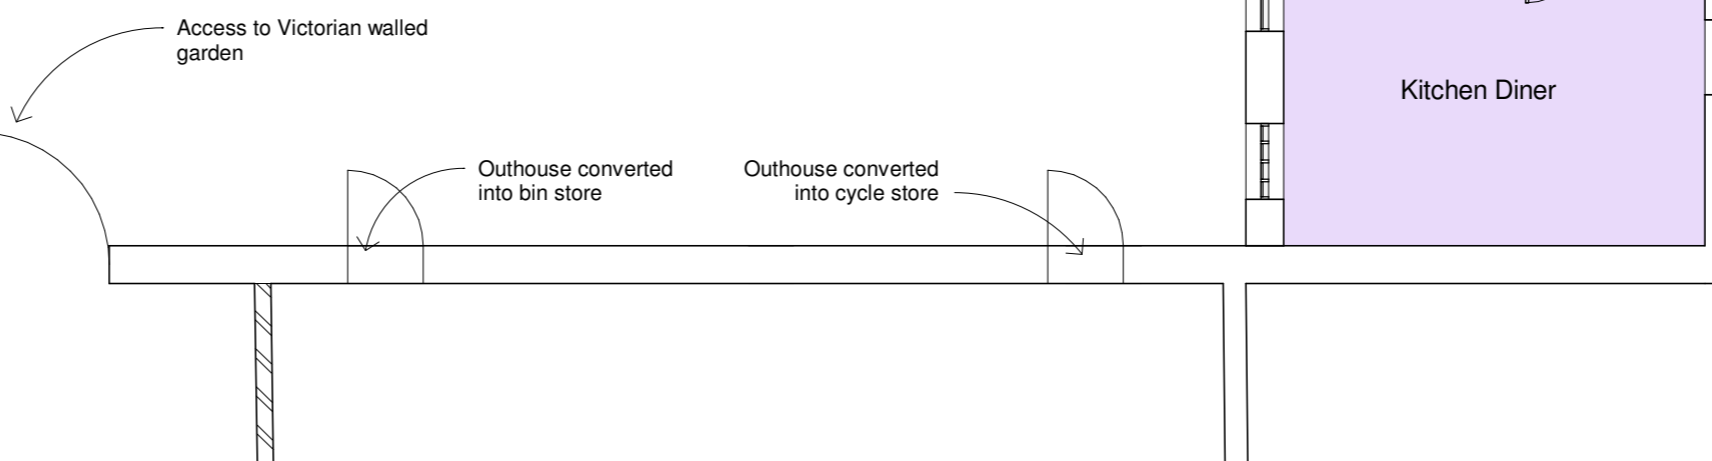 Access to Victorian walled
garden
Kitchen Diner
Outhouse converted
into bin store
Outhouse converted
into cycle store